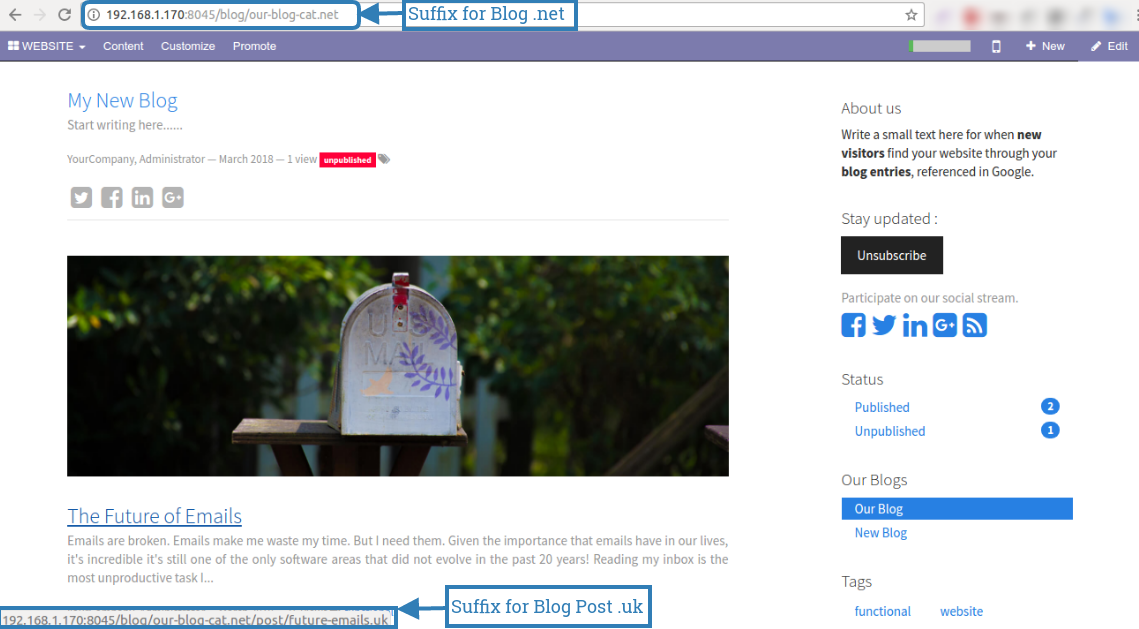 192.168.1.170:8045/blog/our-blog-cat.net
Suffix for Blog .net
WEBSITE Content Customize Promote New Edit
My New Blog
Start writing here......
YourCompany, Administrator — March 2018 — 1 view unpublished
U.S.
MAIL
The Future of Emails
Emails are broken. Emails make me waste my time. But I need them. Given the importance that emails have in our lives,
it's incredible it's still one of the only software areas that did not evolve in the past 20 years! Reading my inbox is the
most unproductive task I...
About us
Write a small text here for when new
visitors find your website through your
blog entries, referenced in Google.
Stay updated :
Unsubscribe
Participate on our social stream.
Status
Published 2
Unpublished 1
Our Blogs
Our Blog
New Blog
Tags
functional website
Suffix for Blog Post .uk
192.168.1.170:8045/blog/our-blog-cat.net/post/future-emails.uk